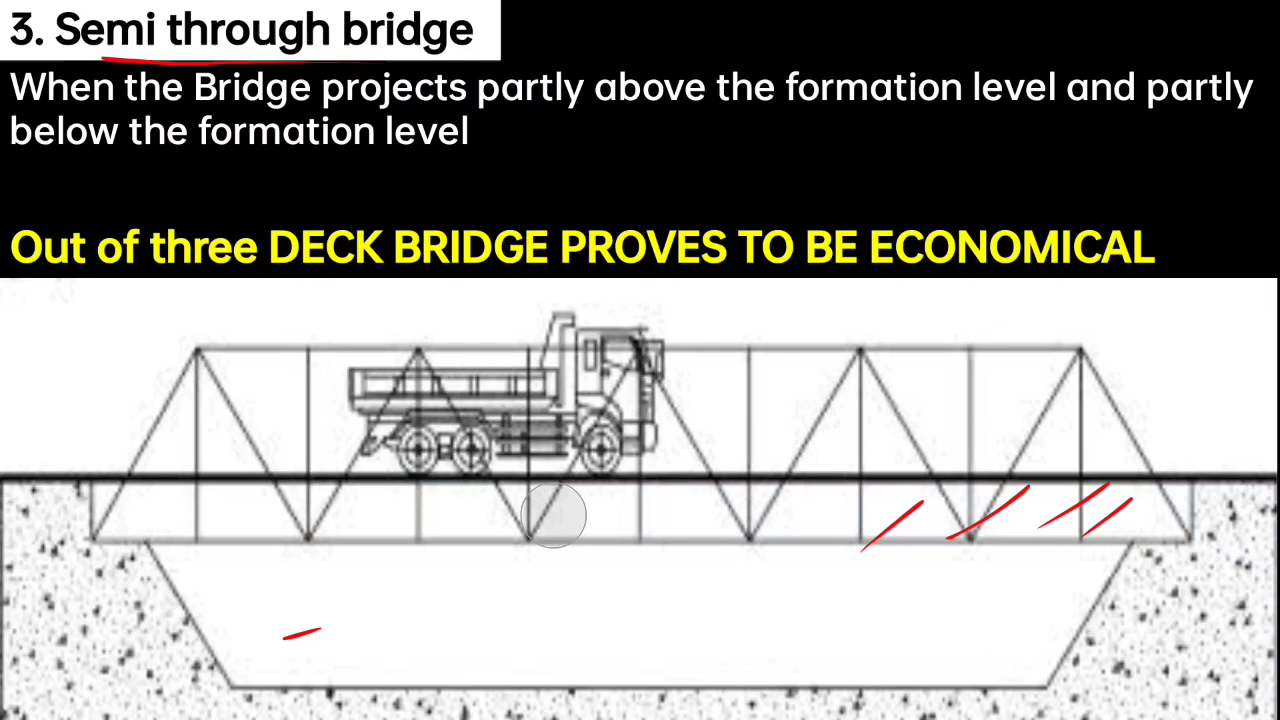 3. Semi through bridge
When the Bridge projects partly above the formation level and partly
below the formation level
Out of three DECK BRIDGE PROVES TO BE ECONOMICAL